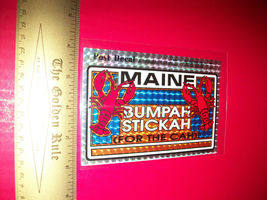 Foil Decal
MAINE
BUMPAH
STICKAH
(FOR THE CAH)
The Golden Rule